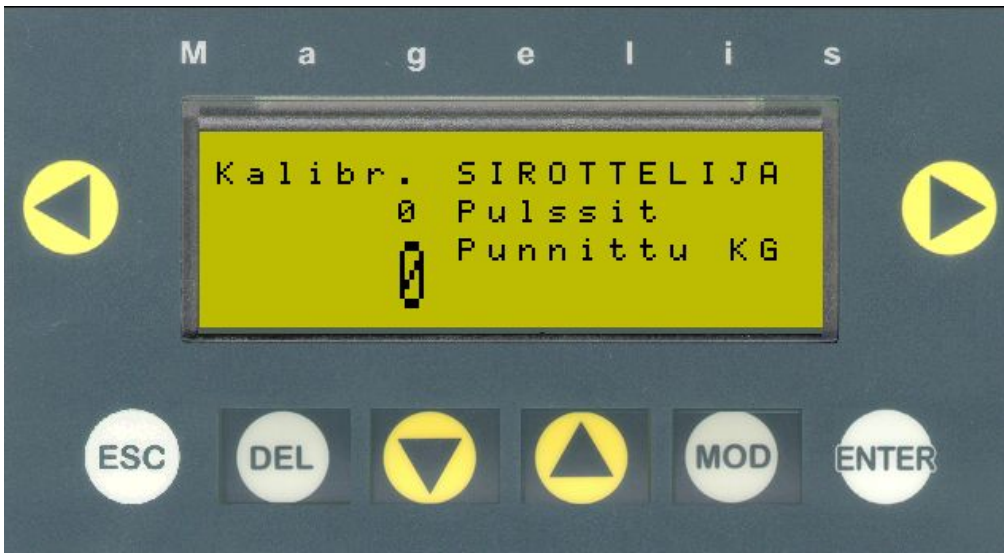 Magelis
Kalibr. SIROTTELIJA
0 Pulssit
0 Punnittu KG
ESC DEL MOD ENTER